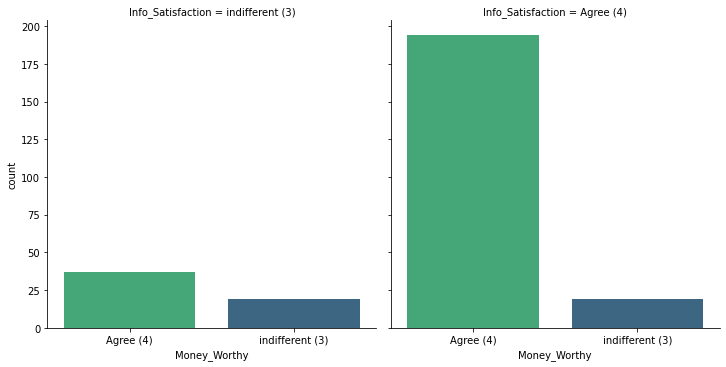 Info_Satisfaction = indifferent (3)
Info_Satisfaction = Agree (4)
200
175
150
125
100
75
50
25
0
count
Agree (4)
indifferent (3)
Agree (4)
indifferent (3)
Money_Worthy
Money_Worthy